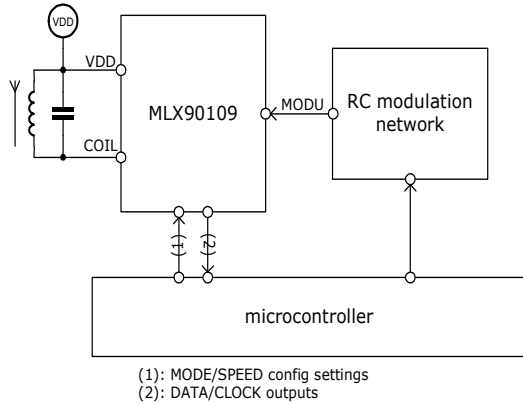 VDD
VDD
MLX90109
MODU
RC modulation
network
COIL
(1)
(2)
microcontroller
(1): MODE/SPEED config settings
(2): DATA/CLOCK outputs